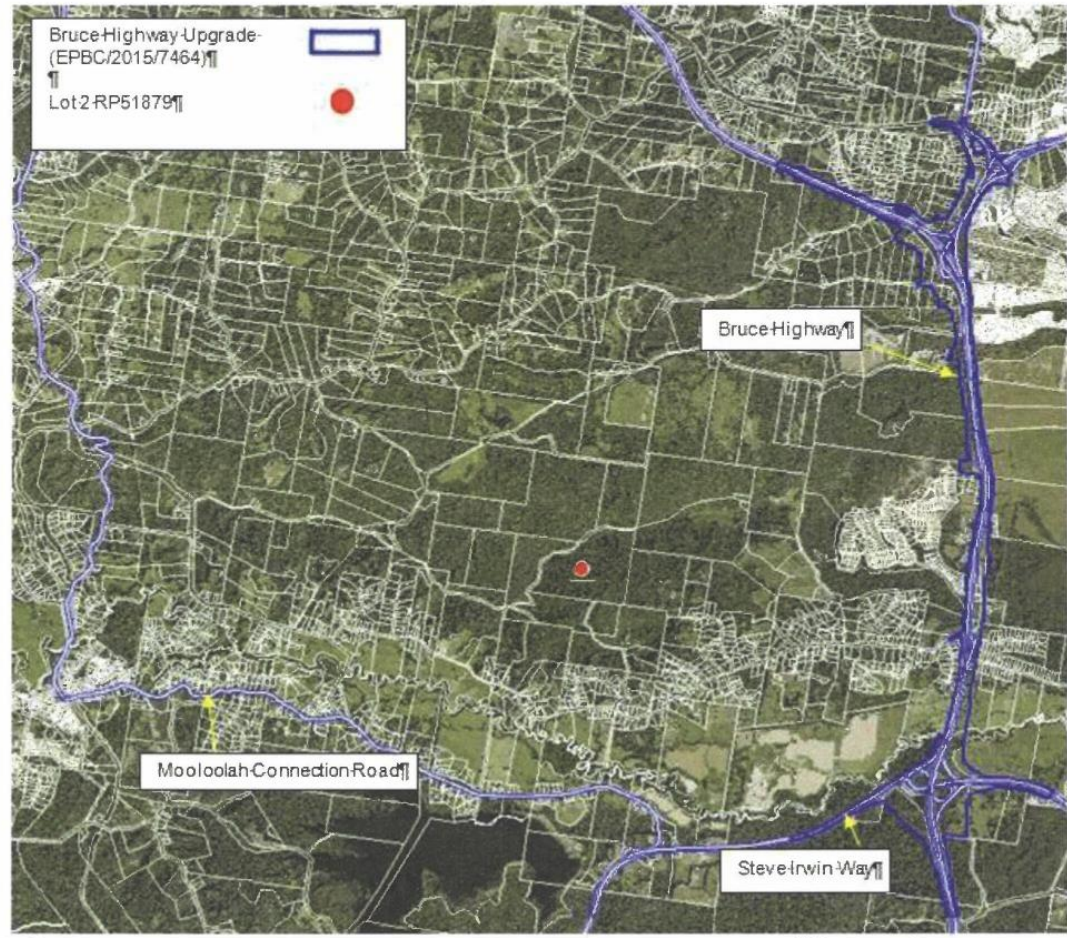 Bruce·Highway·Upgrade·
(EPBC/2015/7464)¶
¶
Lot·2·RP51879¶
Bruce·Highway¶
Mooloolah·Connection·Road¶
Steve·Irwin·Way¶